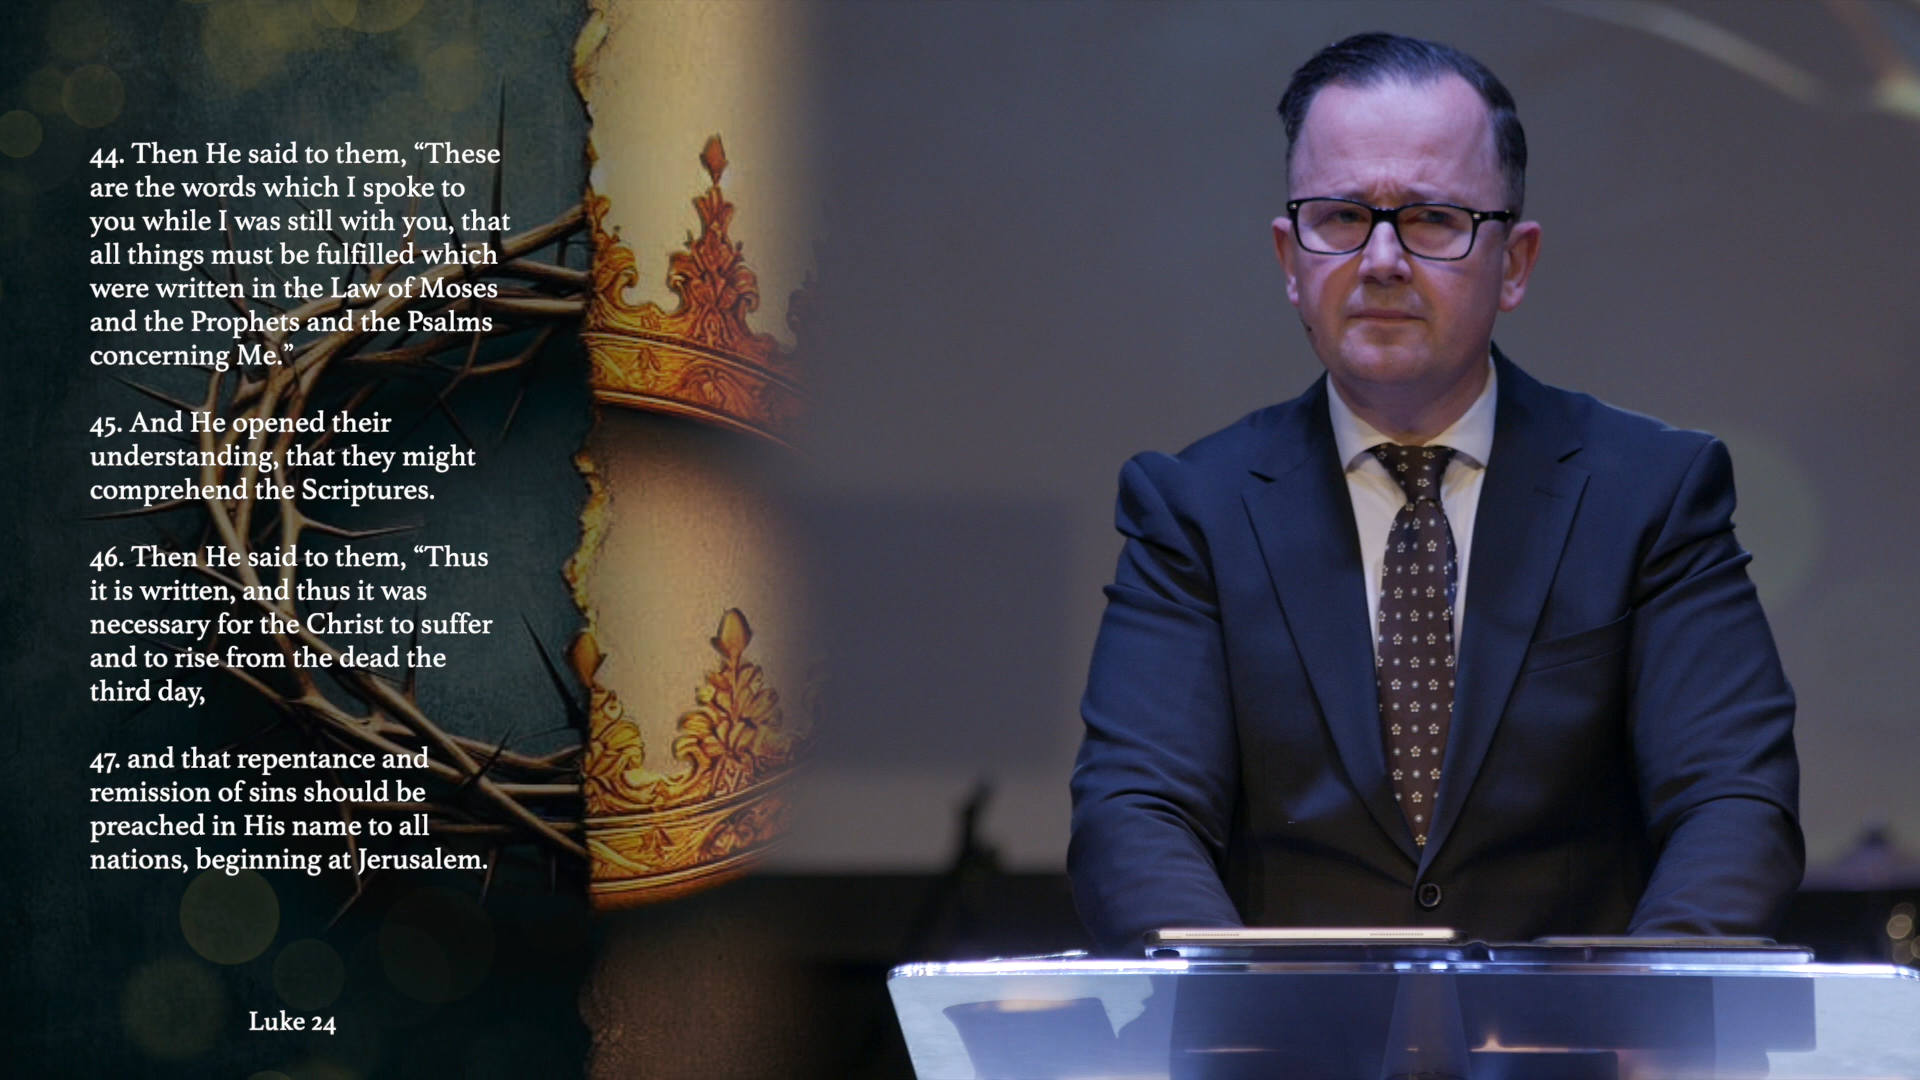 44. Then He said to them, “These
are the words which I spoke to
you while I was still with you, that
all things must be fulfilled which
were written in the Law of Moses
and the Prophets and the Psalms
concerning Me.”
45. And He opened their
understanding, that they might
comprehend the Scriptures.
46. Then He said to them, “Thus
it is written, and thus it was
necessary for the Christ to suffer
and to rise from the dead the
third day,
47. and that repentance and
remission of sins should be
preached in His name to all
nations, beginning at Jerusalem.
Luke 24